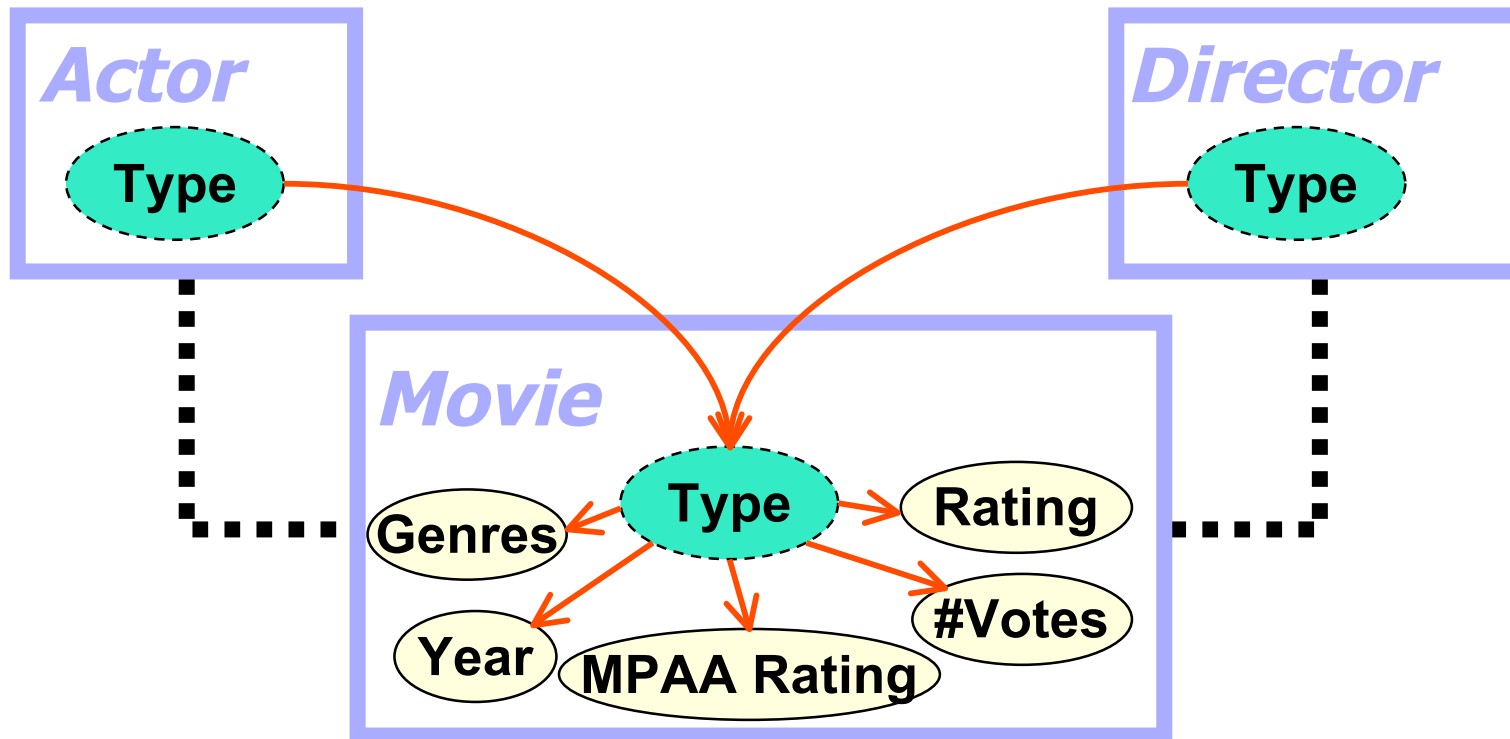 Actor
Director
Type
Type
Movie
Type
Rating
Genres
#Votes
Year
MPAA Rating